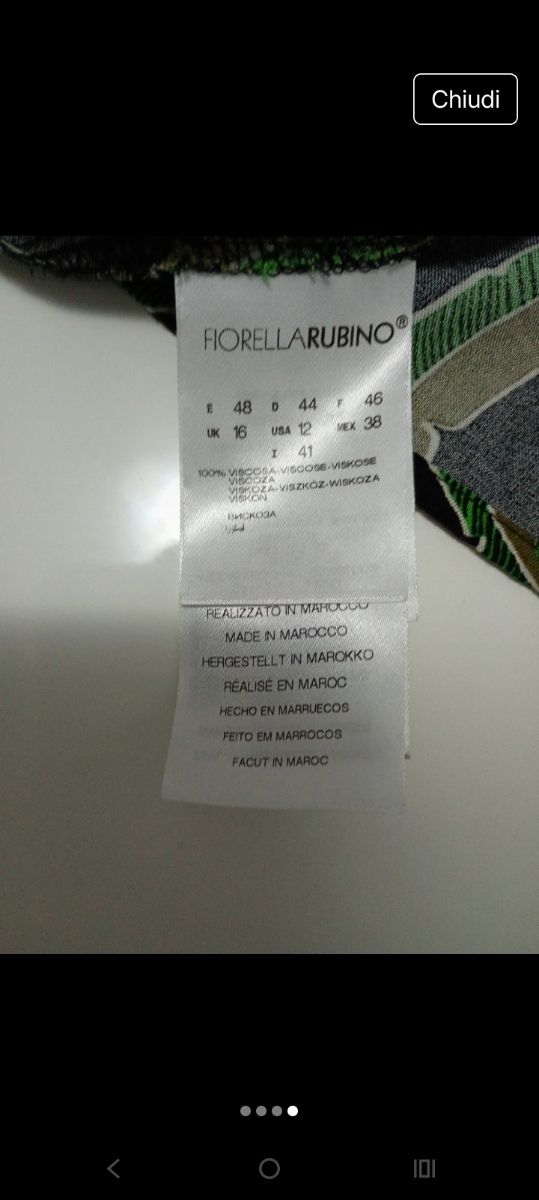 Chiudi
FIORELLARUBINO®
E 48 D 44 F 46
UK 16 USA 12 MEX 38
I 41
100% VISCOSA-VISCOSE-VISKOSE
VISCOZA
VISKOZA-VISZKÓZ-WISKOZA
VISKON
ВИСКОЗА
REALIZZATO IN MAROCCO
MADE IN MAROCCO
HERGESTELLT IN MAROKKO
RÉALISÉ EN MAROC
HECHO EN MARRUECOS
FEITO EM MARROCOS
FACUT IN MAROC